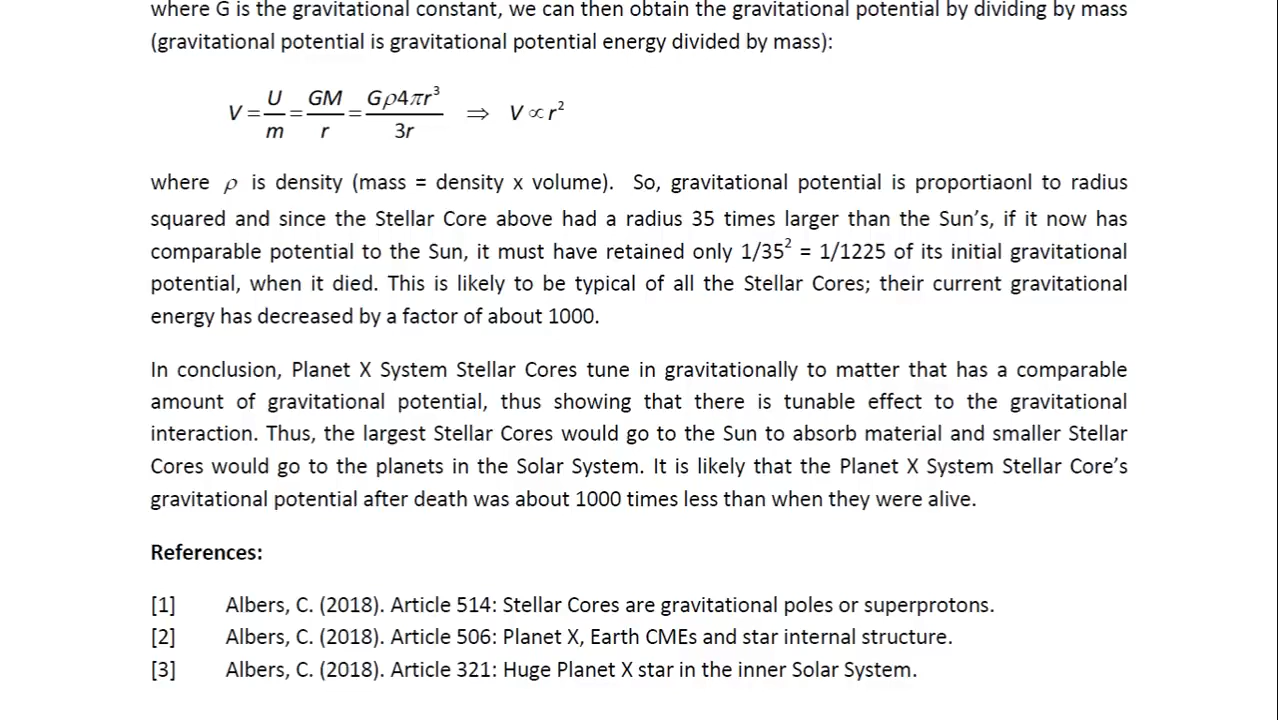 where G is the gravitational constant, we can then obtain the gravitational potential by dividing by mass
(gravitational potential is gravitational potential energy divided by mass):
V = U/m = GM/r = Gρ4πr³/3r ⇒ V ∝ r²
where ρ is density (mass = density x volume). So, gravitational potential is proportiaonl to radius
squared and since the Stellar Core above had a radius 35 times larger than the Sun's, if it now has
comparable potential to the Sun, it must have retained only 1/35² = 1/1225 of its initial gravitational
potential, when it died. This is likely to be typical of all the Stellar Cores; their current gravitational
energy has decreased by a factor of about 1000.
In conclusion, Planet X System Stellar Cores tune in gravitationally to matter that has a comparable
amount of gravitational potential, thus showing that there is tunable effect to the gravitational
interaction. Thus, the largest Stellar Cores would go to the Sun to absorb material and smaller Stellar
Cores would go to the planets in the Solar System. It is likely that the Planet X System Stellar Core's
gravitational potential after death was about 1000 times less than when they were alive.
References:
[1] Albers, C. (2018). Article 514: Stellar Cores are gravitational poles or superprotons.
[2] Albers, C. (2018). Article 506: Planet X, Earth CMEs and star internal structure.
[3] Albers, C. (2018). Article 321: Huge Planet X star in the inner Solar System.